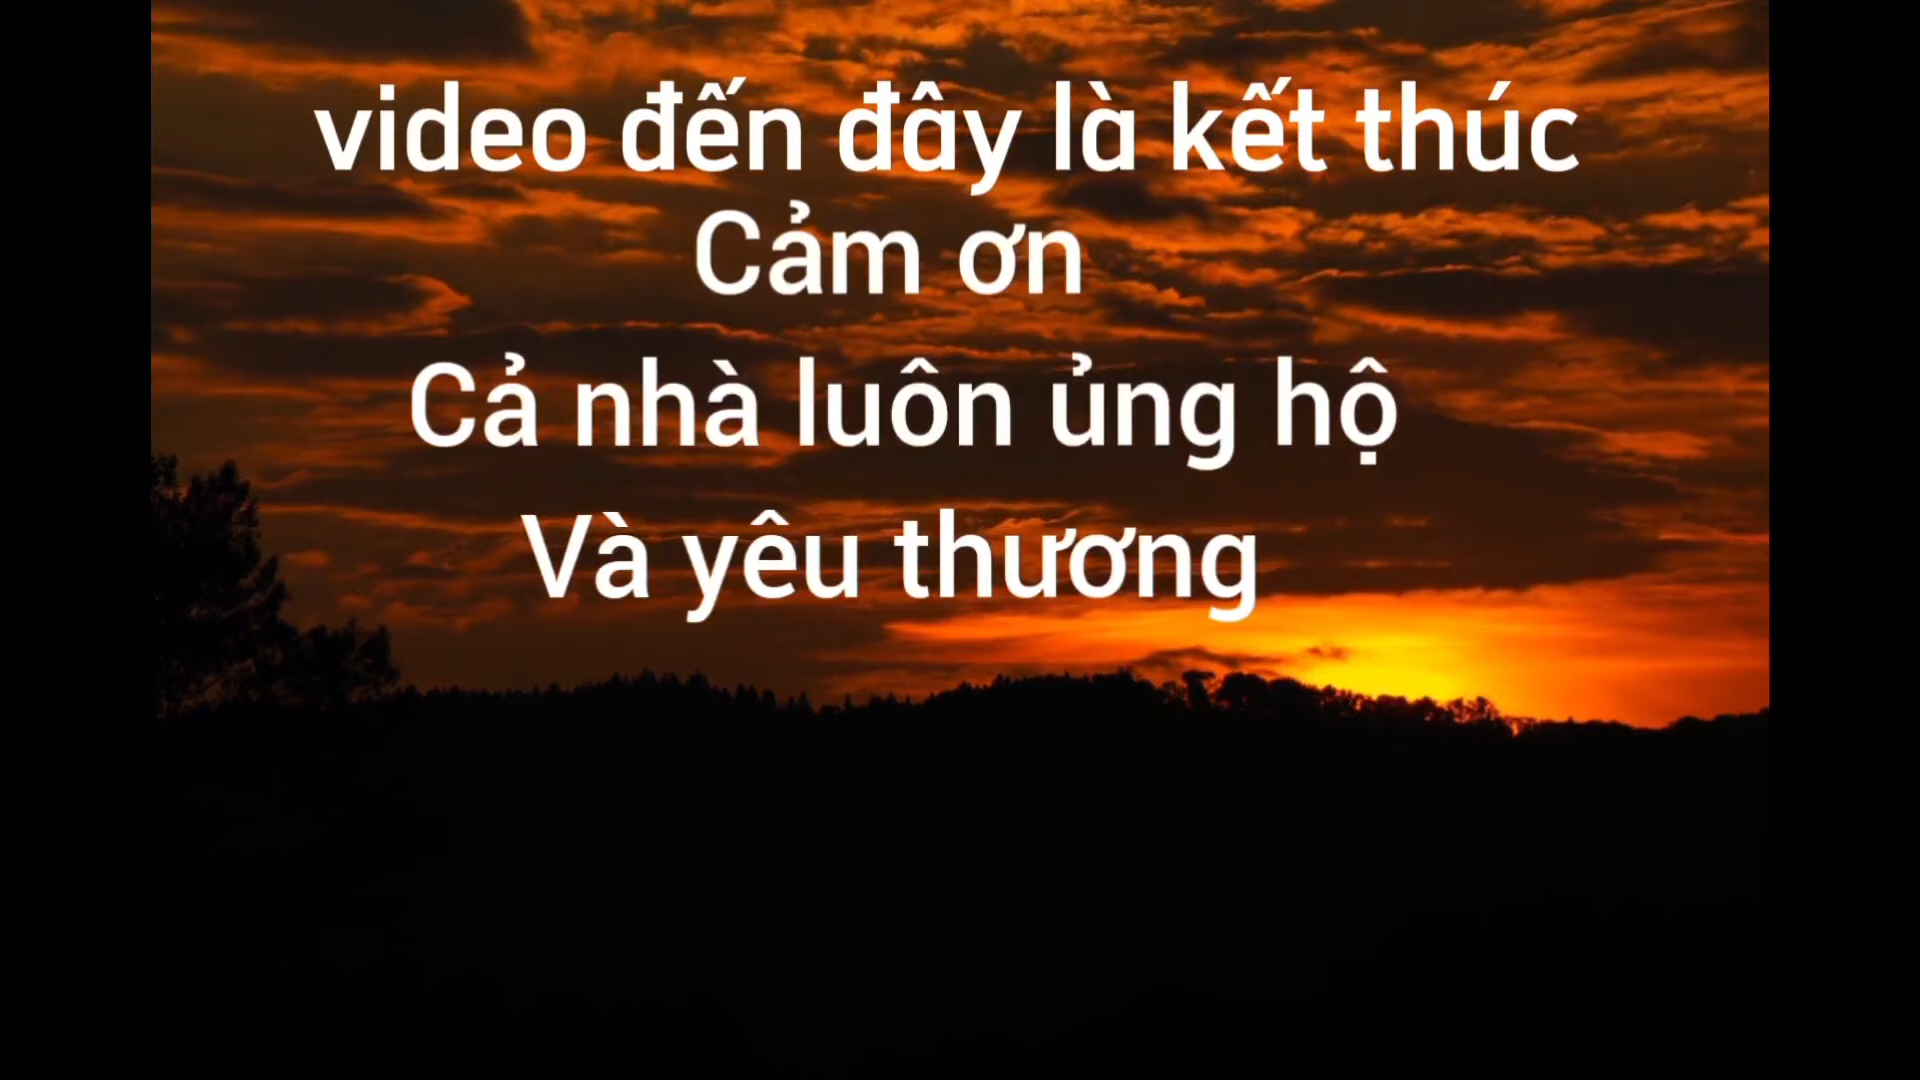 video đến đây là kết thúc
Cảm ơn
Cả nhà luôn ủng hộ
Và yêu thương